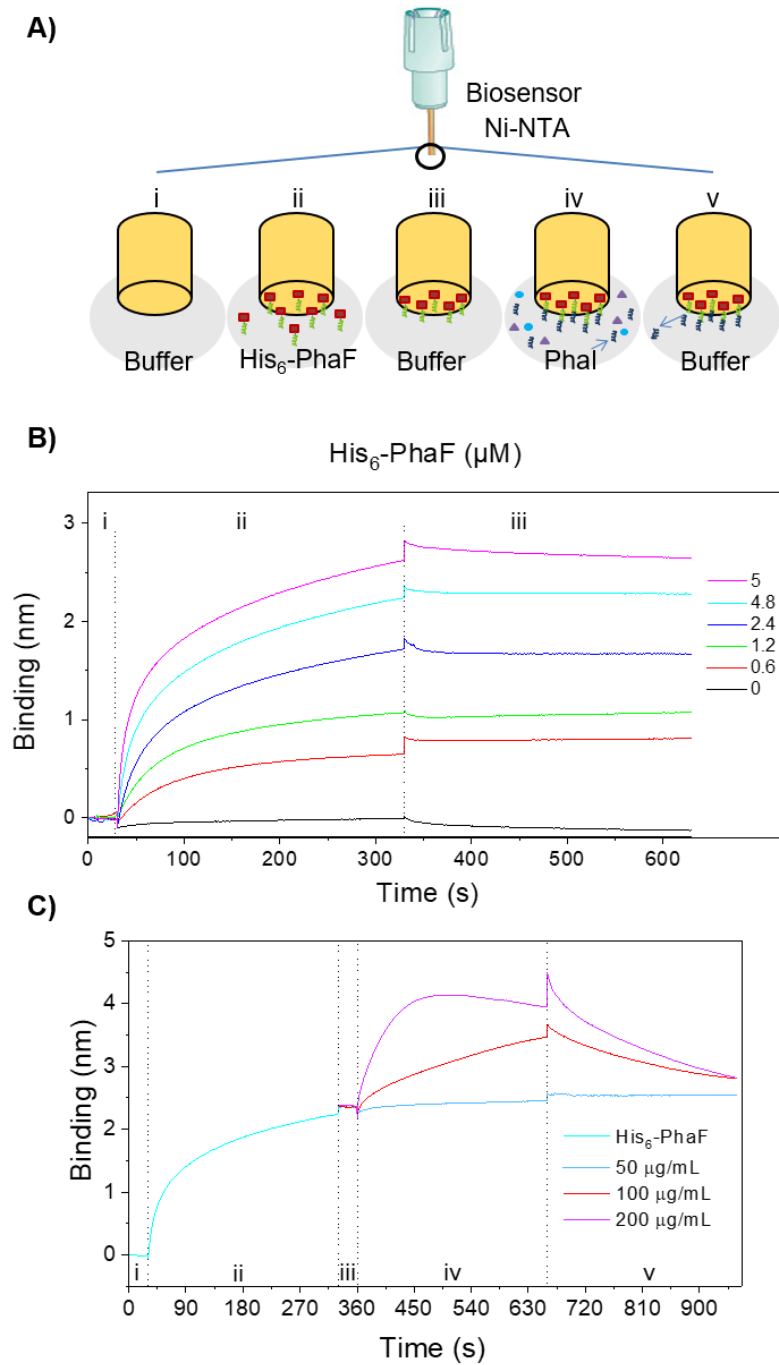 A)
Biosensor
Ni-NTA
i ii iii iv v
Buffer His₆-PhaF Buffer PhaI Buffer
B)
His₆-PhaF (µM)
i ii iii
3
2
1
0
Binding (nm)
5
4.8
2.4
1.2
0.6
0
0 100 200 300 400 500 600
Time (s)
C)
5
4
3
2
1
0
Binding (nm)
His₆-PhaF
50 µg/mL
100 µg/mL
200 µg/mL
i ii iii iv v
0 90 180 270 360 450 540 630 720 810 900
Time (s)